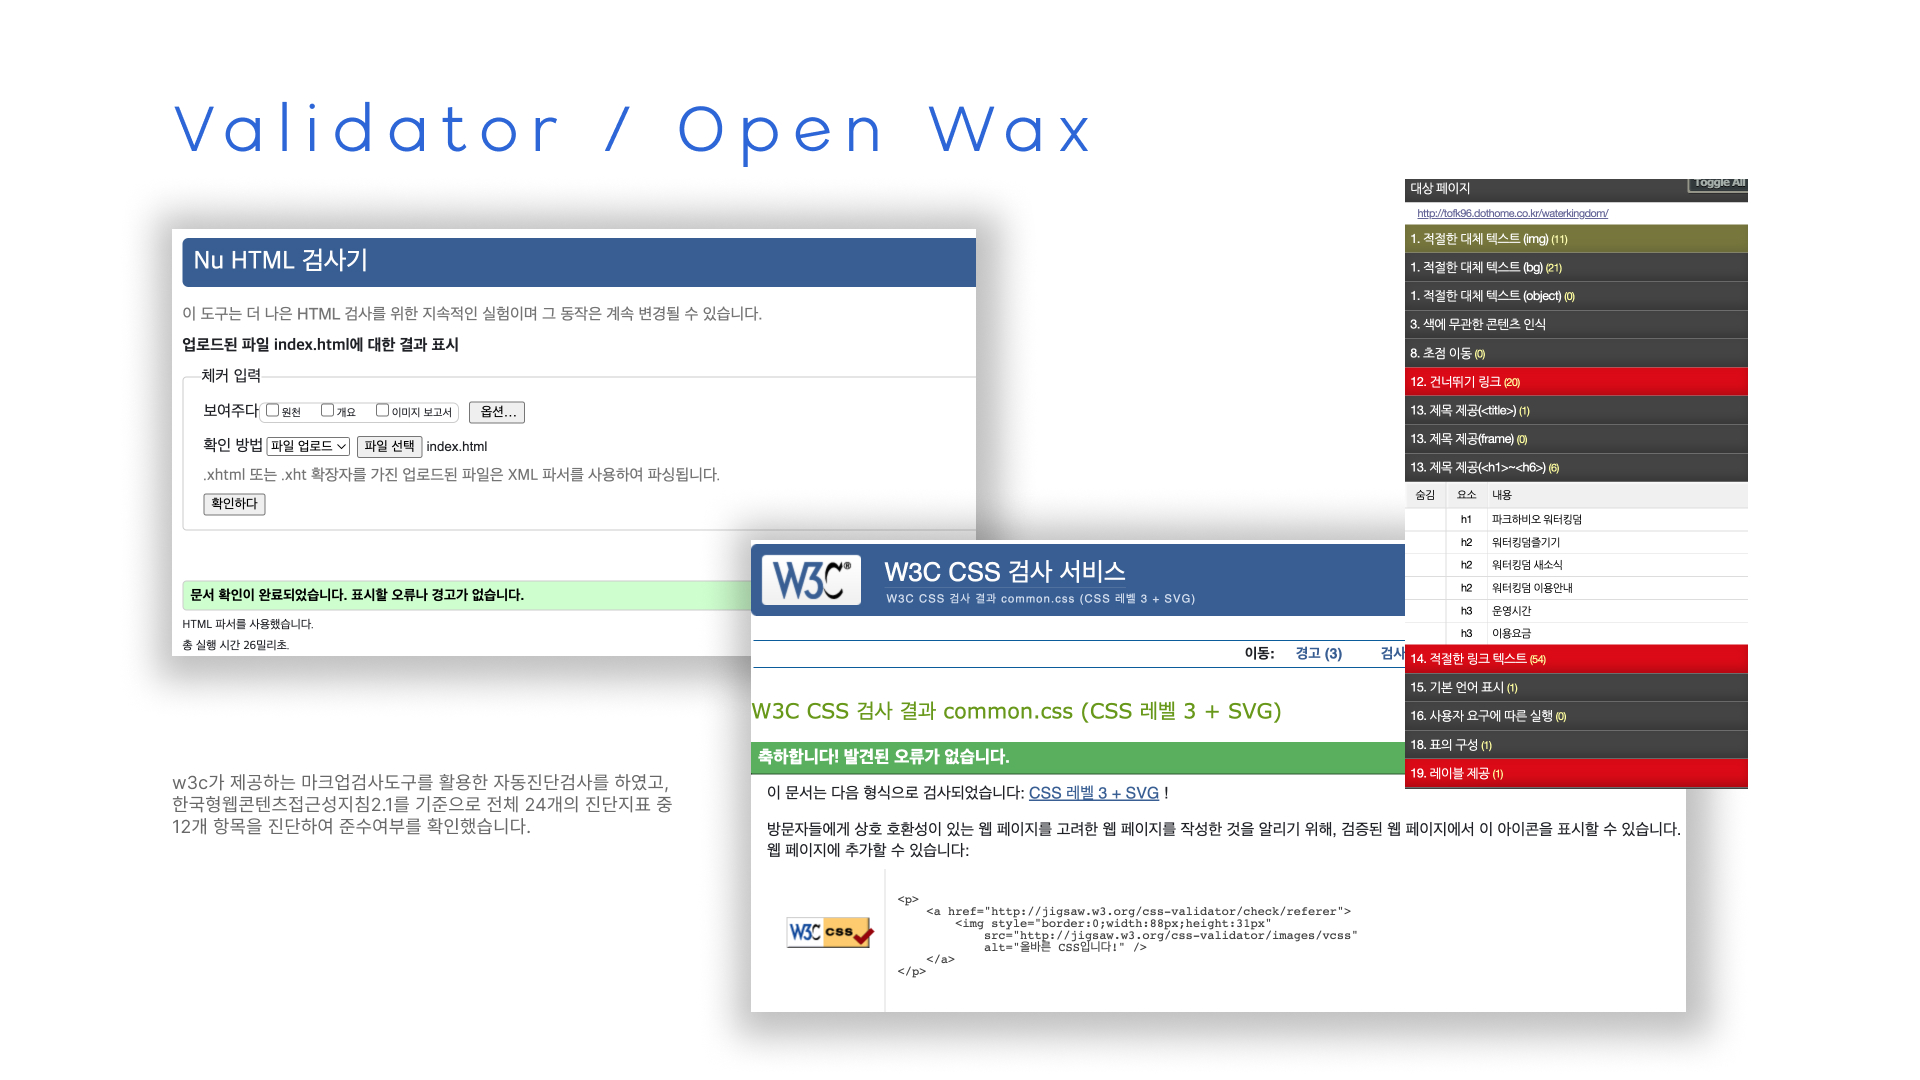 Validator / Open Wax
Nu HTML 검사기
이 도구는 더 나은 HTML 검사를 위한 지속적인 실험이며 그 동작은 계속 변경될 수 있습니다.
업로드된 파일 index.html에 대한 결과 표시
체커 입력
보여주다 원천 개요 이미지 보고서 옵션...
확인 방법 파일 업로드 파일 선택 index.html
.xhtml 또는 .xht 확장자를 가진 업로드된 파일은 XML 파서를 사용하여 파싱됩니다.
확인하다
문서 확인이 완료되었습니다. 표시할 오류나 경고가 없습니다.
HTML 파서를 사용했습니다.
총 실행 시간 26밀리초.
w3c가 제공하는 마크업검사도구를 활용한 자동진단검사를 하였고,
한국형웹콘텐츠접근성지침2.1를 기준으로 전체 24개의 진단지표 중
12개 항목을 진단하여 준수여부를 확인했습니다.
W3C® W3C CSS 검사 서비스
W3C CSS 검사 결과 common.css (CSS 레벨 3 + SVG)
이동: 경고 (3) 검사
W3C CSS 검사 결과 common.css (CSS 레벨 3 + SVG)
축하합니다! 발견된 오류가 없습니다.
이 문서는 다음 형식으로 검사되었습니다: CSS 레벨 3 + SVG !
방문자들에게 상호 호환성이 있는 웹 페이지를 고려한 웹 페이지를 작성한 것을 알리기 위해, 검증된 웹 페이지에서 이 아이콘을 표시할 수 있습니다.
웹 페이지에 추가할 수 있습니다:
W3C css
<p>
<a href="http://jigsaw.w3.org/css-validator/check/referer">
<img style="border:0;width:88px;height:31px"
src="http://jigsaw.w3.org/css-validator/images/vcss"
alt="올바른 CSS입니다!" />
</a>
</p>
대상 페이지 Toggle All
http://tofk96.dothome.co.kr/waterkingdom/
1. 적절한 대체 텍스트 (img) (11)
1. 적절한 대체 텍스트 (bg) (21)
1. 적절한 대체 텍스트 (object) (0)
3. 색에 무관한 콘텐츠 인식
8. 초점 이동 (0)
12. 건너뛰기 링크 (20)
13. 제목 제공(<title>) (1)
13. 제목 제공(frame) (0)
13. 제목 제공(<h1>~<h6>) (6)
숨김 요소 내용
h1 파크하비오 워터킹덤
h2 워터킹덤즐기기
h2 워터킹덤 새소식
h2 워터킹덤 이용안내
h3 운영시간
h3 이용요금
14. 적절한 링크 텍스트 (54)
15. 기본 언어 표시 (1)
16. 사용자 요구에 따른 실행 (0)
18. 표의 구성 (1)
19. 레이블 제공 (1)